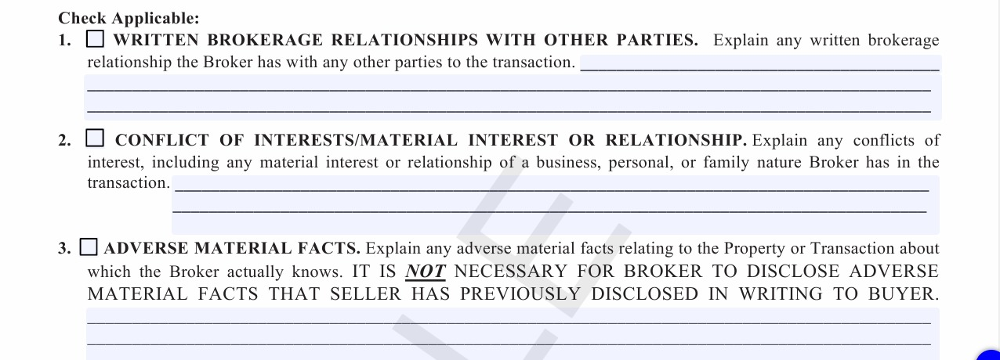 Check Applicable:
1. WRITTEN BROKERAGE RELATIONSHIPS WITH OTHER PARTIES. Explain any written brokerage
relationship the Broker has with any other parties to the transaction.
2. CONFLICT OF INTERESTS/MATERIAL INTEREST OR RELATIONSHIP. Explain any conflicts of
interest, including any material interest or relationship of a business, personal, or family nature Broker has in the
transaction.
3. ADVERSE MATERIAL FACTS. Explain any adverse material facts relating to the Property or Transaction about
which the Broker actually knows. IT IS NOT NECESSARY FOR BROKER TO DISCLOSE ADVERSE
MATERIAL FACTS THAT SELLER HAS PREVIOUSLY DISCLOSED IN WRITING TO BUYER.